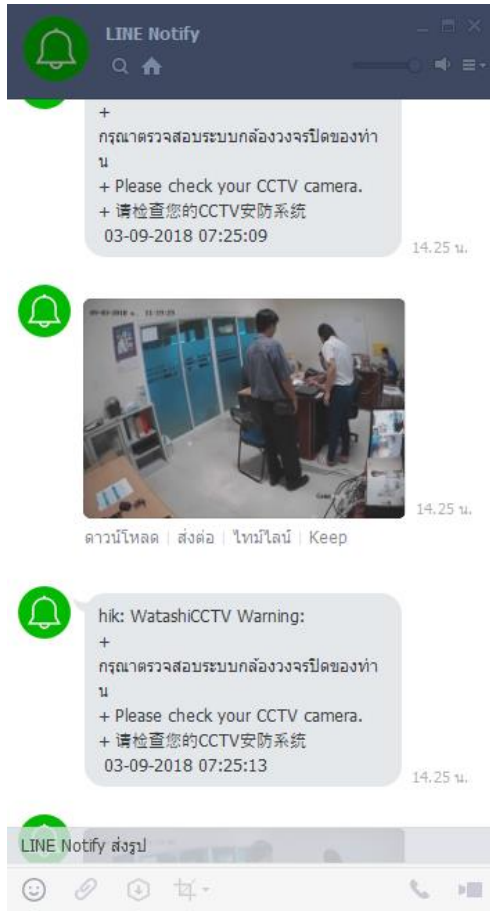 LINE Notify
+
กรุณาตรวจสอบระบบกล้องวงจรปิดของท่า
น
+ Please check your CCTV camera.
+ 请检查您的CCTV安防系统
03-09-2018 07:25:09
14.25 น.
14.25 น.
ดาวน์โหลด | ส่งต่อ | ไทม์ไลน์ | Keep
hik: WatashiCCTV Warning:
+
กรุณาตรวจสอบระบบกล้องวงจรปิดของท่า
น
+ Please check your CCTV camera.
+ 请检查您的CCTV安防系统
03-09-2018 07:25:13
14.25 น.
LINE Notify ส่งรูป